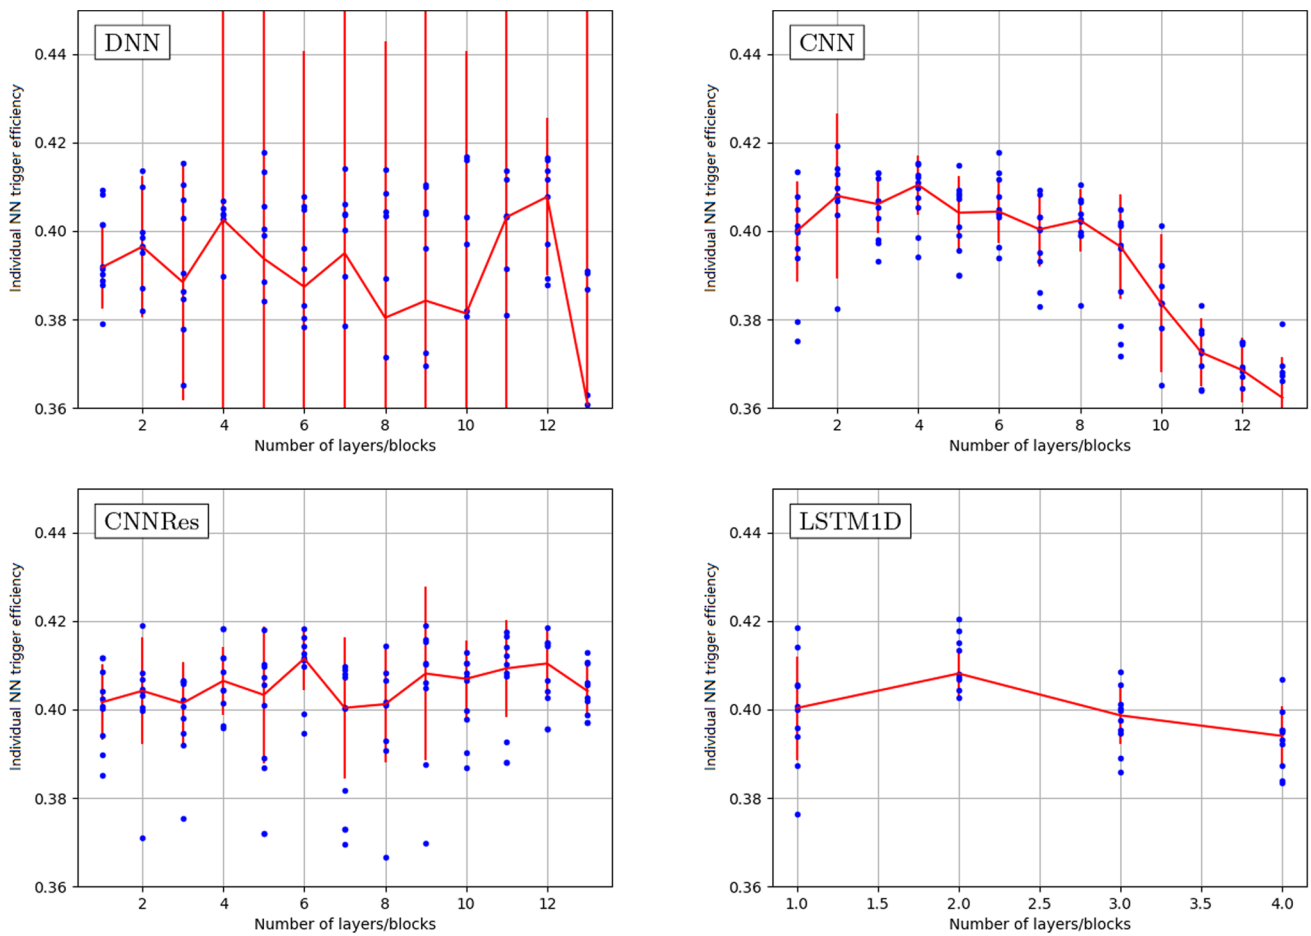 DNN
Individual NN trigger efficiency
0.44
0.42
0.40
0.38
0.36
2 4 6 8 10 12
Number of layers/blocks
CNN
Individual NN trigger efficiency
0.44
0.42
0.40
0.38
0.36
2 4 6 8 10 12
Number of layers/blocks
CNNRes
Individual NN trigger efficiency
0.44
0.42
0.40
0.38
0.36
2 4 6 8 10 12
Number of layers/blocks
LSTM1D
Individual NN trigger efficiency
0.44
0.42
0.40
0.38
0.36
1.0 1.5 2.0 2.5 3.0 3.5 4.0
Number of layers/blocks